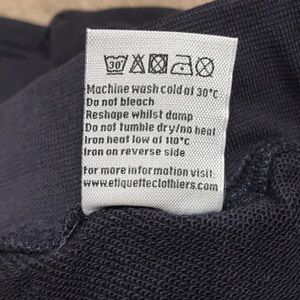 30°
Machine wash cold at 30°C
Do not bleach
Reshape whilst damp
Do not tumble dry/no heat
Iron heat low at 110°C
Iron on reverse side
For more information visit:
www.etiquetteclothiers.com